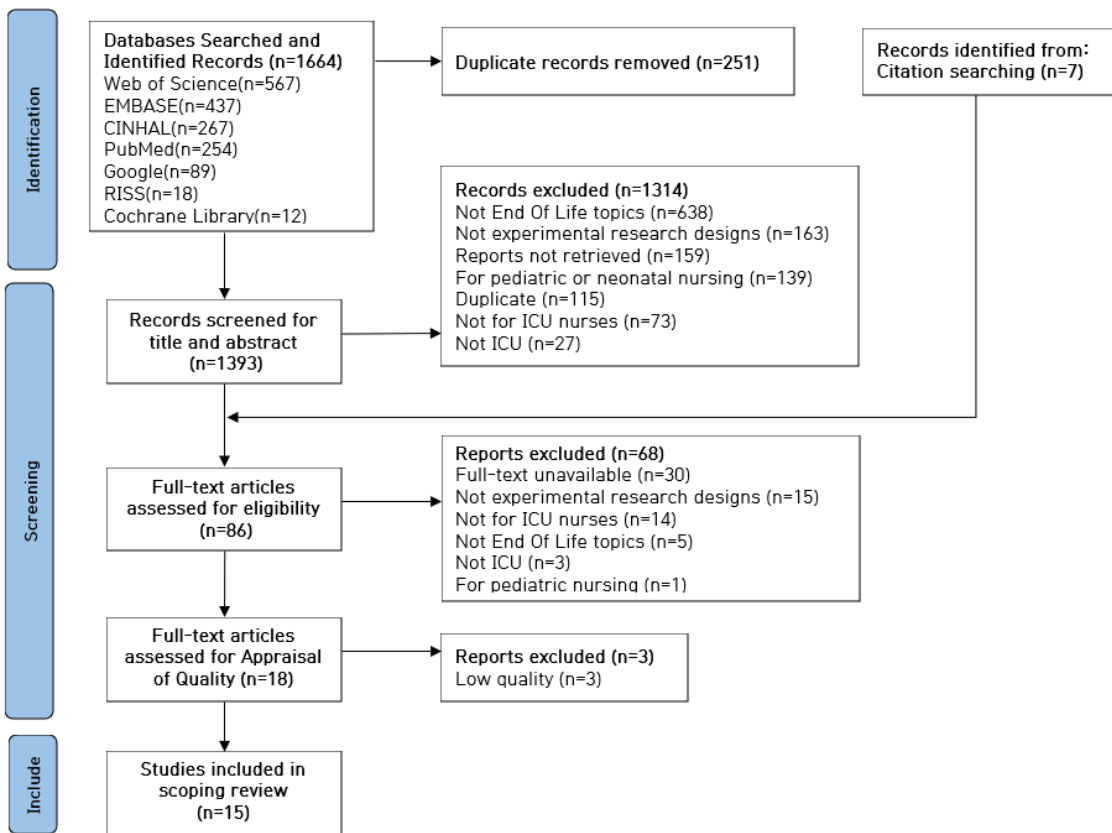 Identification
Databases Searched and
Identified Records (n=1664)
Web of Science(n=567)
EMBASE(n=437)
CINHAL(n=267)
PubMed(n=254)
Google(n=89)
RISS(n=18)
Cochrane Library(n=12)
Duplicate records removed (n=251)
Records identified from:
Citation searching (n=7)
Screening
Records screened for
title and abstract
(n=1393)
Records excluded (n=1314)
Not End Of Life topics (n=638)
Not experimental research designs (n=163)
Reports not retrieved (n=159)
For pediatric or neonatal nursing (n=139)
Duplicate (n=115)
Not for ICU nurses (n=73)
Not ICU (n=27)
Full-text articles
assessed for eligibility
(n=86)
Reports excluded (n=68)
Full-text unavailable (n=30)
Not experimental research designs (n=15)
Not for ICU nurses (n=14)
Not End Of Life topics (n=5)
Not ICU (n=3)
For pediatric nursing (n=1)
Full-text articles
assessed for Appraisal
of Quality (n=18)
Reports excluded (n=3)
Low quality (n=3)
Include
Studies included in
scoping review
(n=15)